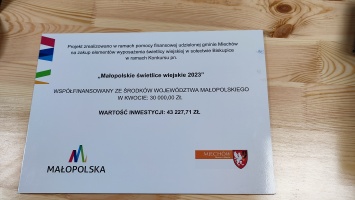 Projekt zrealizowano w ramach pomocy finansowej udzielonej gminie Miechów
na zakup elementów wyposażenia świetlicy wiejskiej w sołectwie Biskupice
w ramach Konkursu pn.
„Małopolskie świetlice wiejskie 2023”
WSPÓŁFINANSOWANY ZE ŚRODKÓW WOJEWÓDZTWA MAŁOPOLSKIEGO
W KWOCIE: 30 000,00 ZŁ
WARTOŚĆ INWESTYCJI: 43 227,71 ZŁ
MAŁOPOLSKA
MIECHÓW